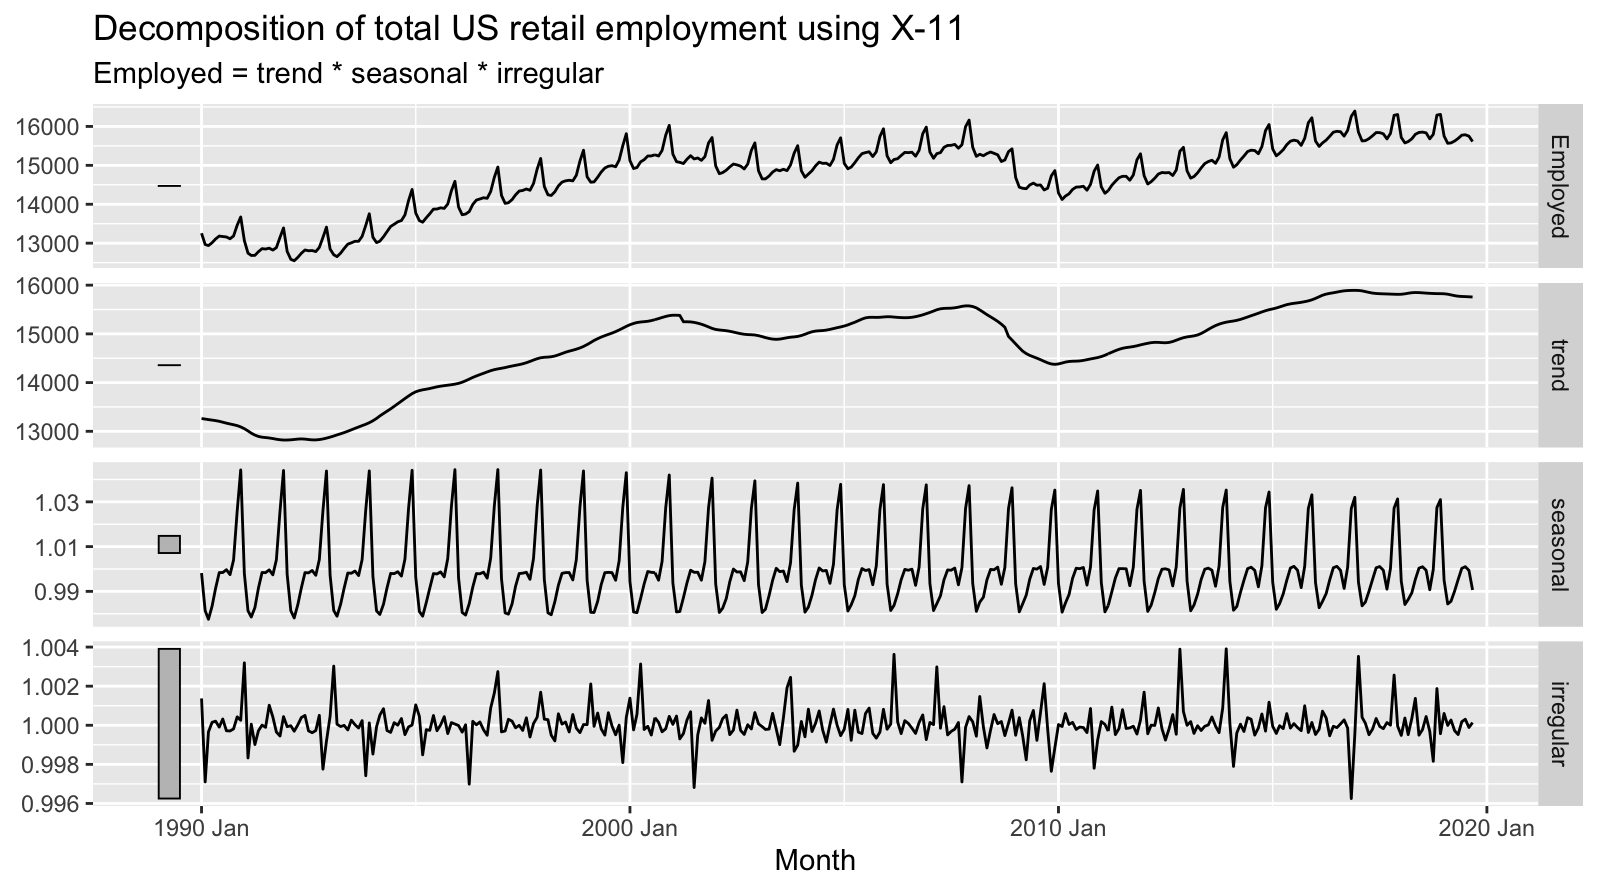 Decomposition of total US retail employment using X-11
Employed = trend * seasonal * irregular
16000
15000
14000
13000
Employed
16000
15000
14000
13000
trend
1.03
1.01
0.99
seasonal
1.004
1.002
1.000
0.998
0.996
irregular
1990 Jan
2000 Jan
2010 Jan
2020 Jan
Month